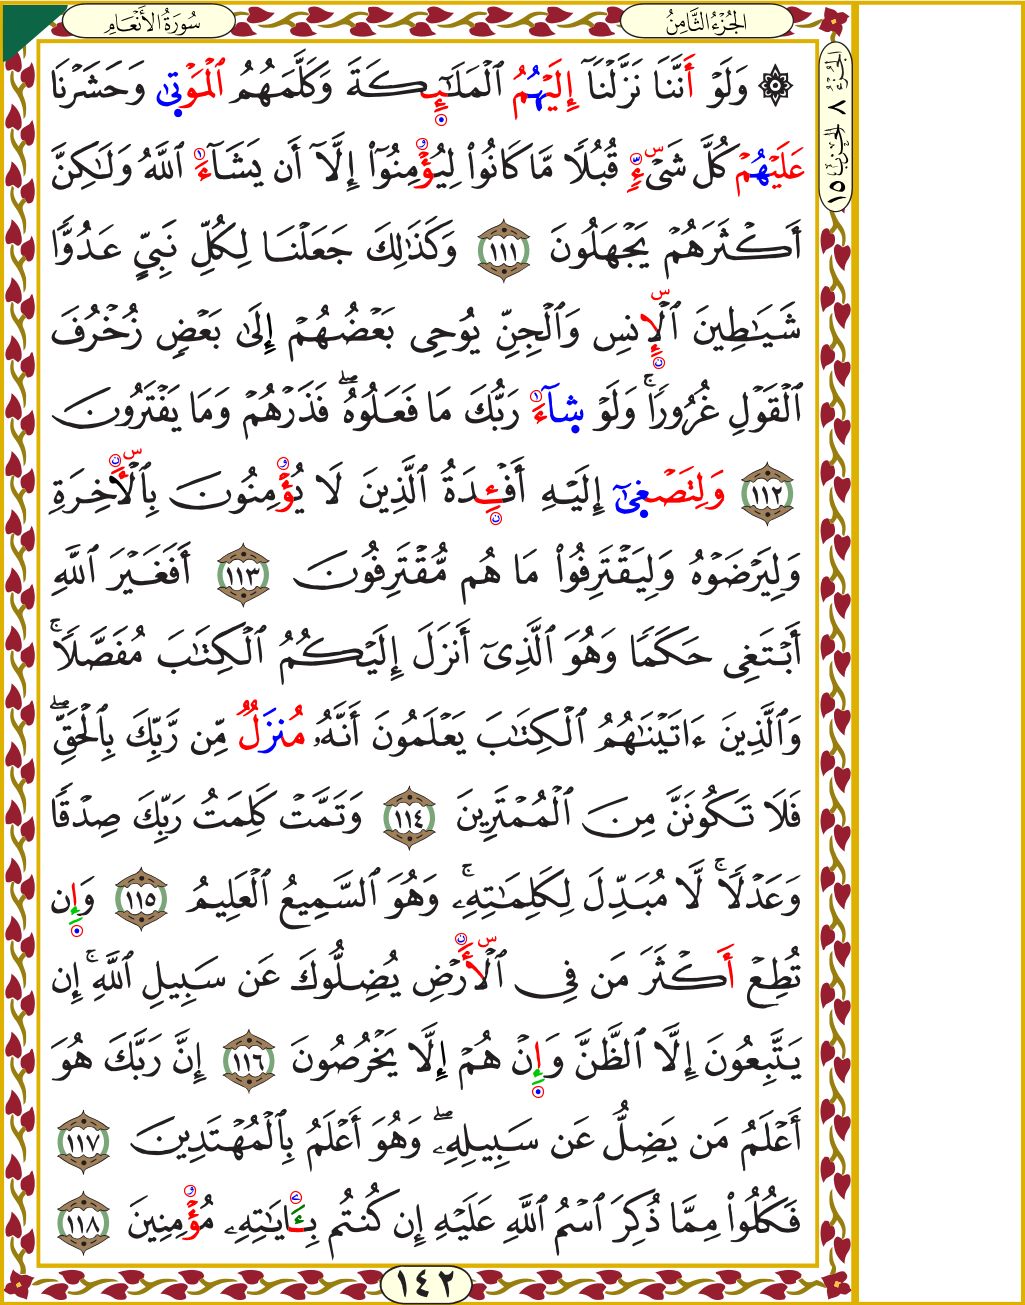 سُورَةُ الأَنْعَامِ
الجُزْءُ الثَّامِنُ
الجُزْءُ ٨ الحِزْبُ ١٥
۞ وَلَوْ أَنَّنَا نَزَّلْنَآ إِلَيْهُمُ ٱلْمَلَٰٓئِكَةَ وَكَلَّمَهُمُ ٱلْمَوْتَىٰ وَحَشَرْنَا
عَلَيْهُمْ كُلَّ شَىْءٍ قُبُلًا مَّا كَانُوا۟ لِيُؤْمِنُوٓا۟ إِلَّآ أَن يَشَآءَ ٱللَّهُ وَلَٰكِنَّ
أَكْثَرَهُمْ يَجْهَلُونَ ١١١ وَكَذَٰلِكَ جَعَلْنَا لِكُلِّ نَبِىٍّ عَدُوًّا
شَيَٰطِينَ ٱلْإِنسِ وَٱلْجِنِّ يُوحِى بَعْضُهُمْ إِلَىٰ بَعْضٍ زُخْرُفَ
ٱلْقَوْلِ غُرُورًا ۚ وَلَوْ شَآءَ رَبُّكَ مَا فَعَلُوهُ ۖ فَذَرْهُمْ وَمَا يَفْتَرُونَ
١١٢ وَلِتَصْغَىٰٓ إِلَيْهِ أَفْـِٔدَةُ ٱلَّذِينَ لَا يُؤْمِنُونَ بِٱلْأَخِرَةِ
وَلِيَرْضَوْهُ وَلِيَقْتَرِفُوا۟ مَا هُم مُّقْتَرِفُونَ ١١٣ أَفَغَيْرَ ٱللَّهِ
أَبْتَغِى حَكَمًا وَهُوَ ٱلَّذِىٓ أَنزَلَ إِلَيْكُمُ ٱلْكِتَٰبَ مُفَصَّلًا ۚ
وَٱلَّذِينَ ءَاتَيْنَٰهُمُ ٱلْكِتَٰبَ يَعْلَمُونَ أَنَّهُۥ مُنزَلٌ مِّن رَّبِّكَ بِٱلْحَقِّ ۖ
فَلَا تَكُونَنَّ مِنَ ٱلْمُمْتَرِينَ ١١٤ وَتَمَّتْ كَلِمَتُ رَبِّكَ صِدْقًا
وَعَدْلًا ۚ لَّا مُبَدِّلَ لِكَلِمَٰتِهِۦ ۚ وَهُوَ ٱلسَّمِيعُ ٱلْعَلِيمُ ١١٥ وَإِن
تُطِعْ أَكْثَرَ مَن فِى ٱلْأَرْضِ يُضِلُّوكَ عَن سَبِيلِ ٱللَّهِ ۚ إِن
يَتَّبِعُونَ إِلَّا ٱلظَّنَّ وَإِنْ هُمْ إِلَّا يَخْرُصُونَ ١١٦ إِنَّ رَبَّكَ هُوَ
أَعْلَمُ مَن يَضِلُّ عَن سَبِيلِهِۦ ۖ وَهُوَ أَعْلَمُ بِٱلْمُهْتَدِينَ ١١٧
فَكُلُوا۟ مِمَّا ذُكِرَ ٱسْمُ ٱللَّهِ عَلَيْهِ إِن كُنتُم بِـَٔايَٰتِهِۦ مُؤْمِنِينَ ١١٨
١٤٢